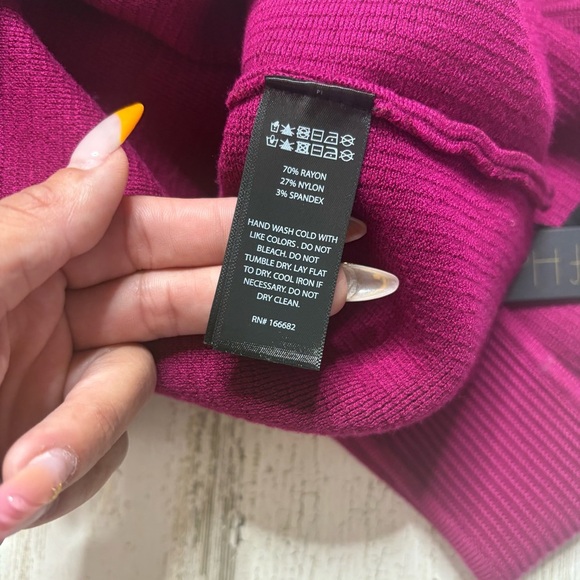 70% RAYON
27% NYLON
3% SPANDEX
HAND WASH COLD WITH
LIKE COLORS . DO NOT
BLEACH. DO NOT
TUMBLE DRY. LAY FLAT
TO DRY. COOL IRON IF
NECESSARY. DO NOT
DRY CLEAN.
RN# 166682